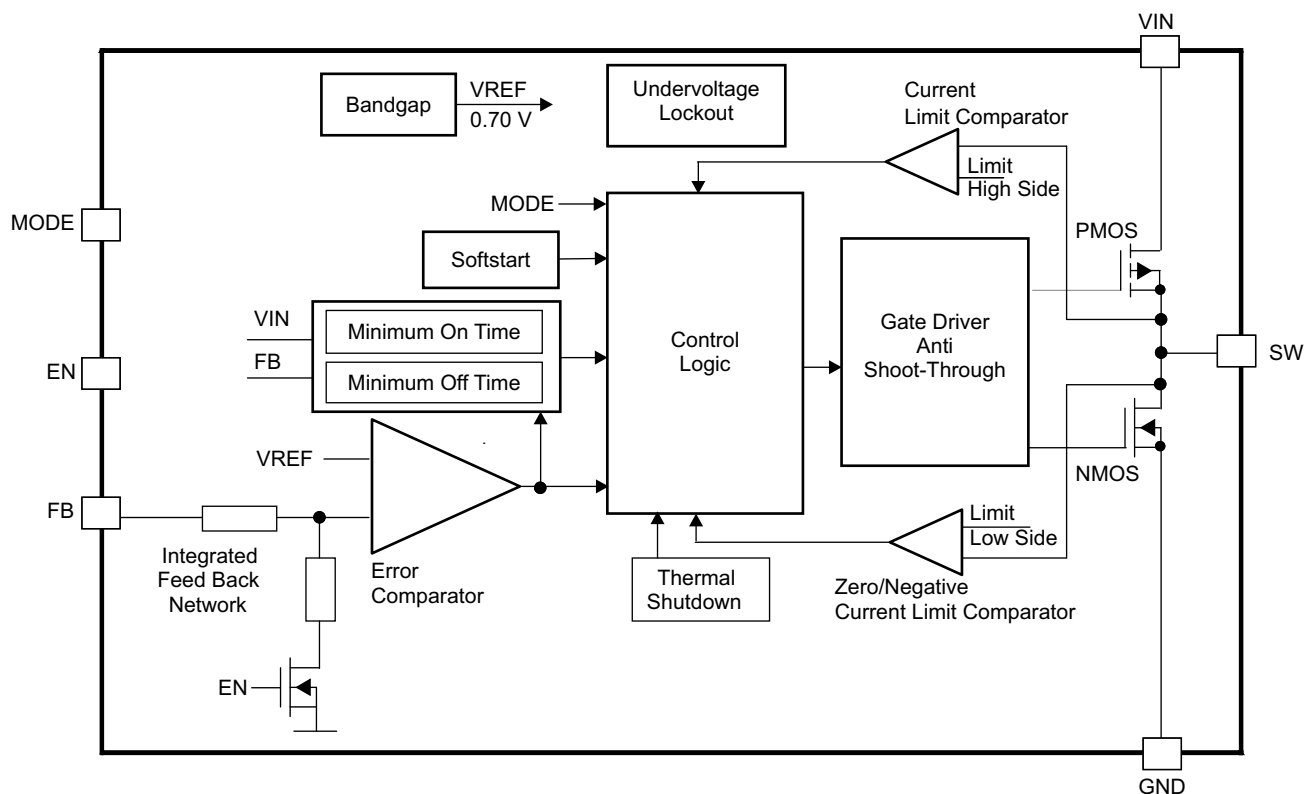 VIN
Bandgap
VREF
0.70 V
Undervoltage
Lockout
Current
Limit Comparator
Limit
High Side
MODE
MODE
PMOS
Softstart
VIN
Minimum On Time
FB
Minimum Off Time
Control
Logic
Gate Driver
Anti
Shoot-Through
SW
EN
VREF
NMOS
FB
Integrated
Feed Back
Network
Error
Comparator
Thermal
Shutdown
Limit
Low Side
Zero/Negative
Current Limit Comparator
EN
GND